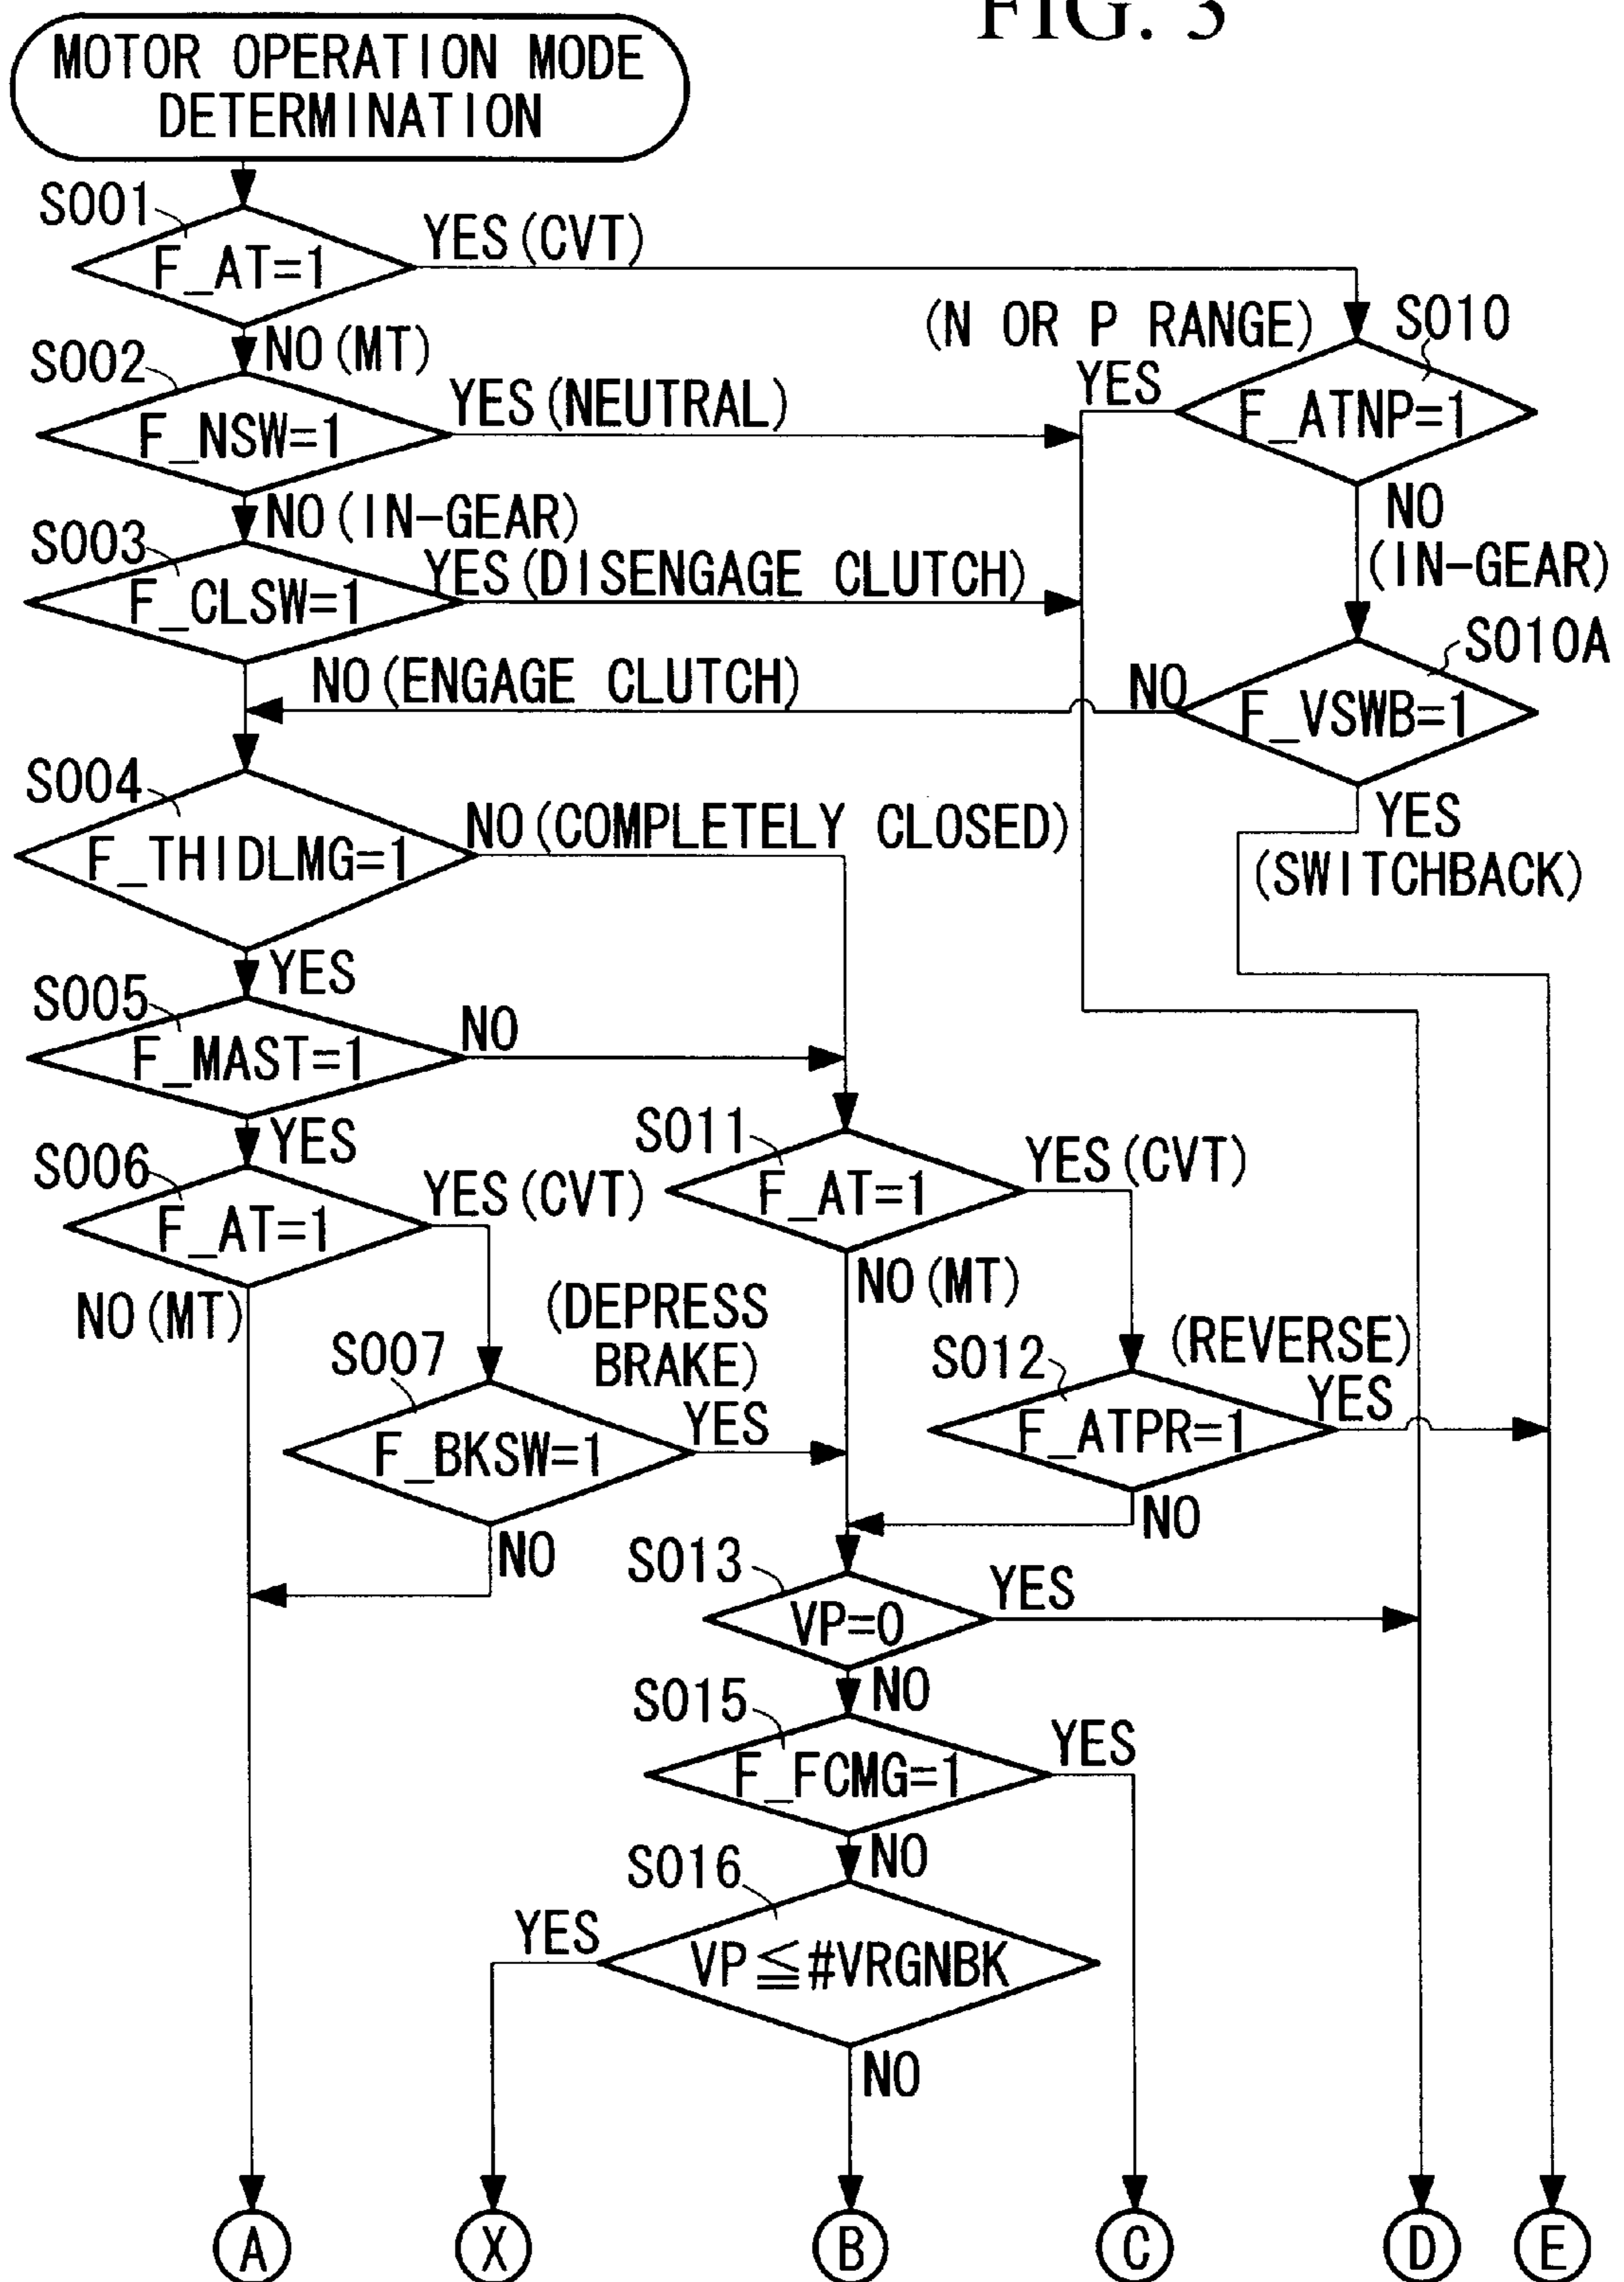 FIG. 3
MOTOR OPERATION MODE
DETERMINATION
S001
F_AT=1
YES(CVT)
NO(MT)
(N OR P RANGE)
S010
YES
F_ATNP=1
S002
F_NSW=1
YES(NEUTRAL)
NO(IN-GEAR)
NO
(IN-GEAR)
S003
F_CLSW=1
YES(DISENGAGE CLUTCH)
NO(ENGAGE CLUTCH)
NO
S010A
F_VSWB=1
YES
(SWITCHBACK)
S004
F_THIDLMG=1
NO(COMPLETELY CLOSED)
YES
S005
F_MAST=1
NO
YES
S006
F_AT=1
YES(CVT)
NO(MT)
S011
F_AT=1
YES(CVT)
NO(MT)
S007
(DEPRESS
BRAKE)
F_BKSW=1
YES
NO
S012
(REVERSE)
YES
F_ATPR=1
NO
S013
VP=0
YES
NO
S015
F_FCMG=1
YES
NO
S016
YES
VP≦#VRGNBK
NO
A
X
B
C
D
E